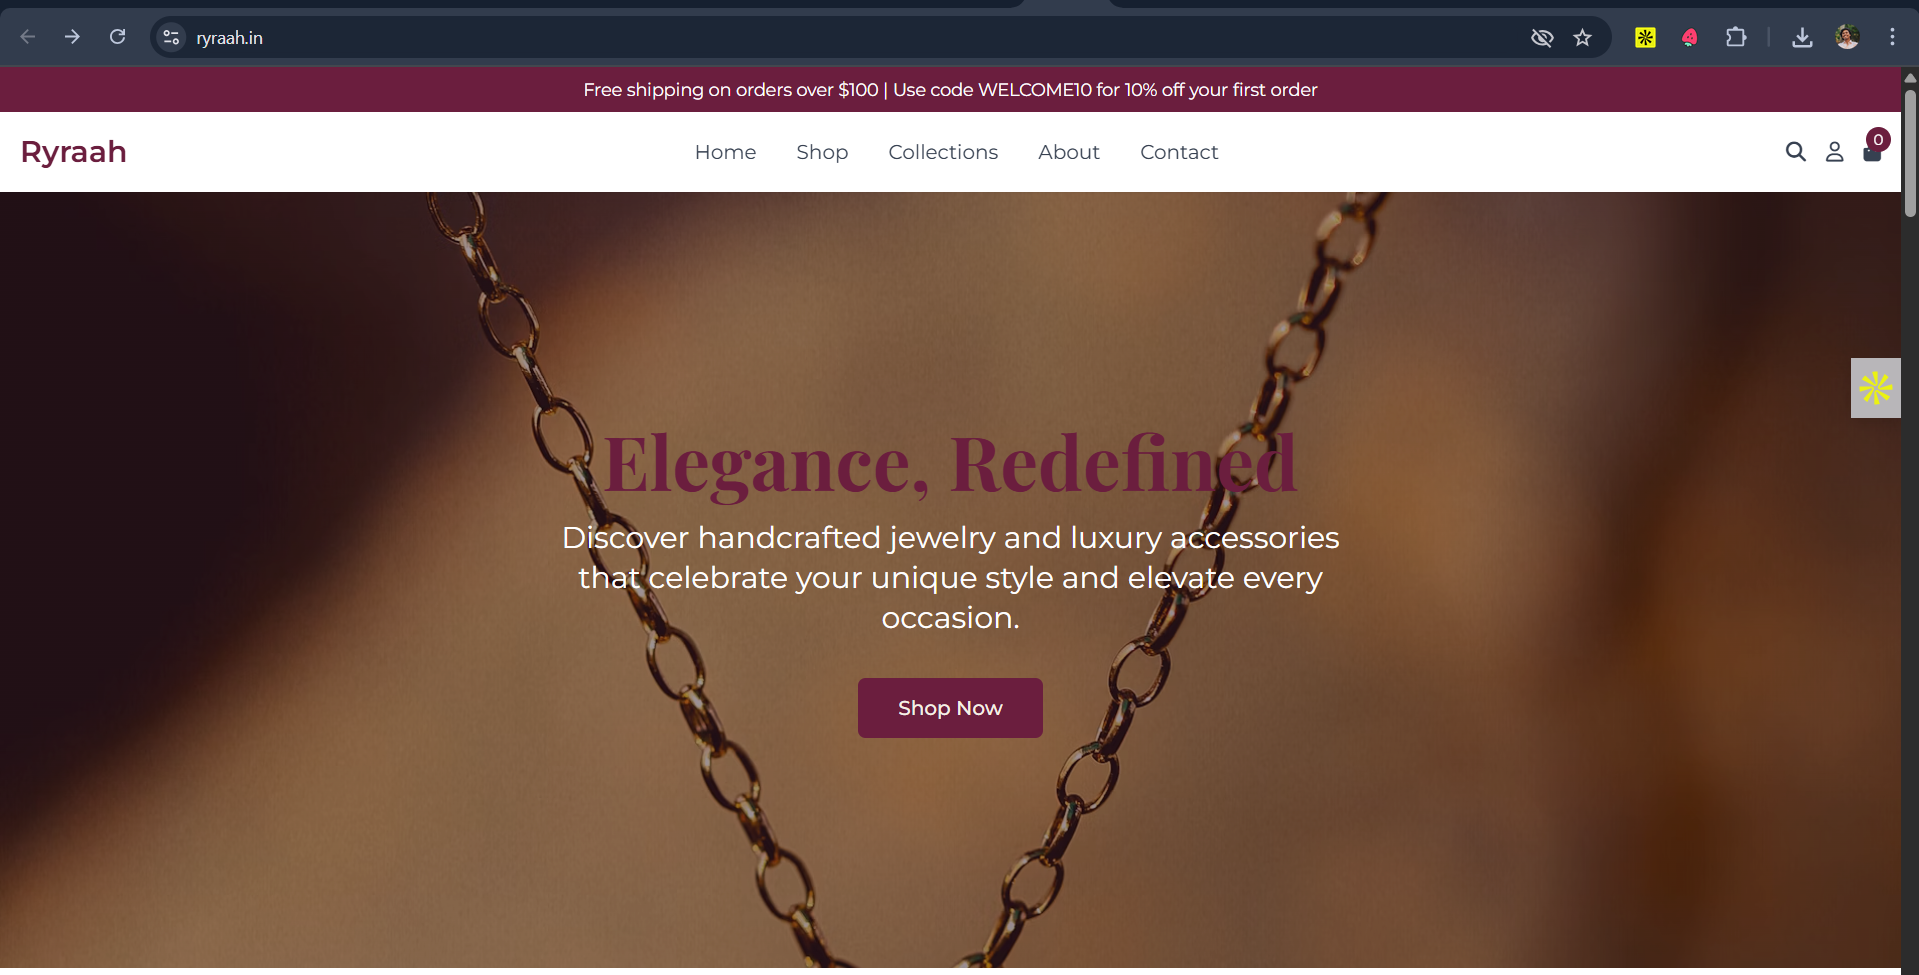 ryraah.in
Free shipping on orders over $100 | Use code WELCOME10 for 10% off your first order
Ryraah
Home
Shop
Collections
About
Contact
0
Elegance, Redefined
Discover handcrafted jewelry and luxury accessories
that celebrate your unique style and elevate every
occasion.
Shop Now